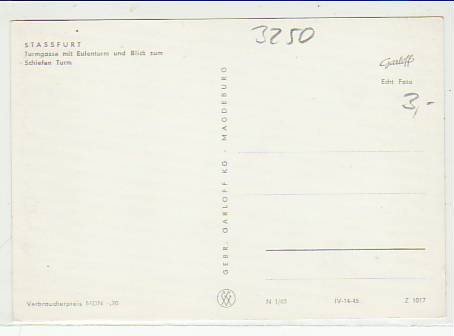 STASSFURT
Turmgasse mit Eulenturm und Blick zum
Schiefen Turm
3250
Garloff
Echt Foto
3,-
GEBR. GARLOFF KG · MAGDEBURG
Verbraucherpreis MDN -,20
N 1/65
IV-14-45
Z 1017